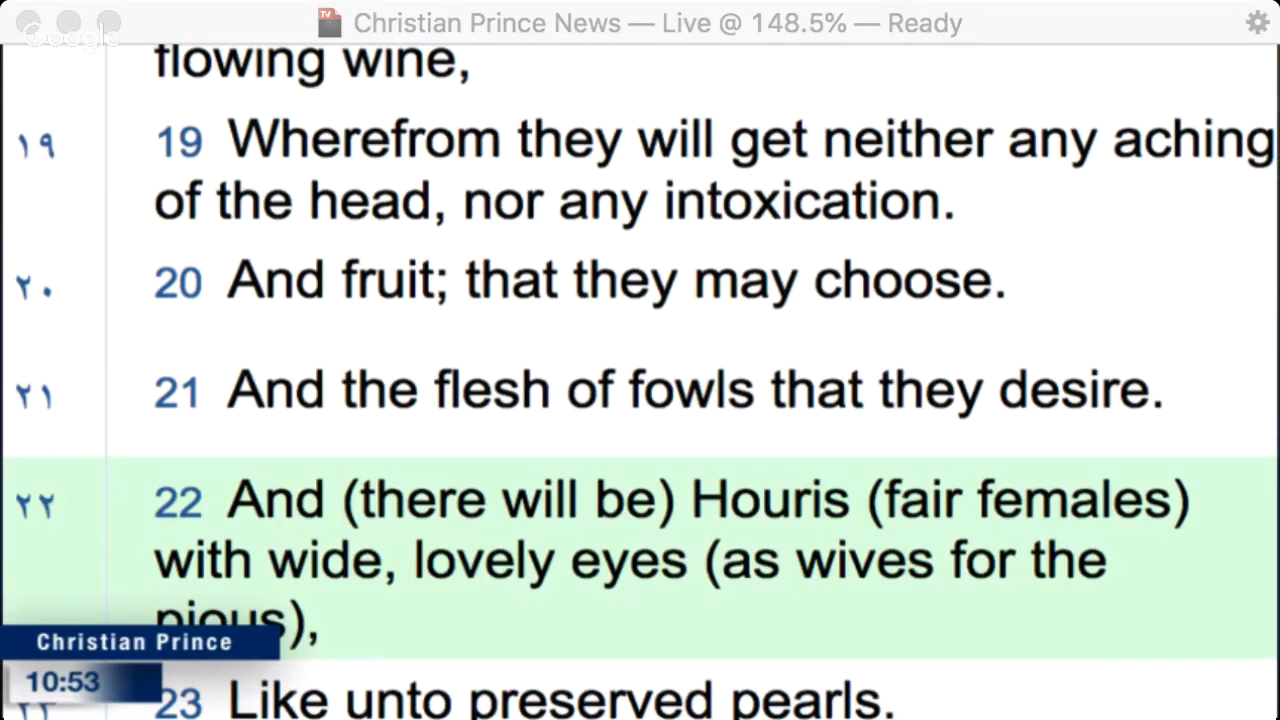 Christian Prince News — Live @ 148.5% — Ready
Google
flowing wine,
١٩ 19 Wherefrom they will get neither any aching
of the head, nor any intoxication.
٢٠ 20 And fruit; that they may choose.
٢١ 21 And the flesh of fowls that they desire.
٢٢ 22 And (there will be) Houris (fair females)
with wide, lovely eyes (as wives for the
pious),
Christian Prince
10:53
٢٣ 23 Like unto preserved pearls.